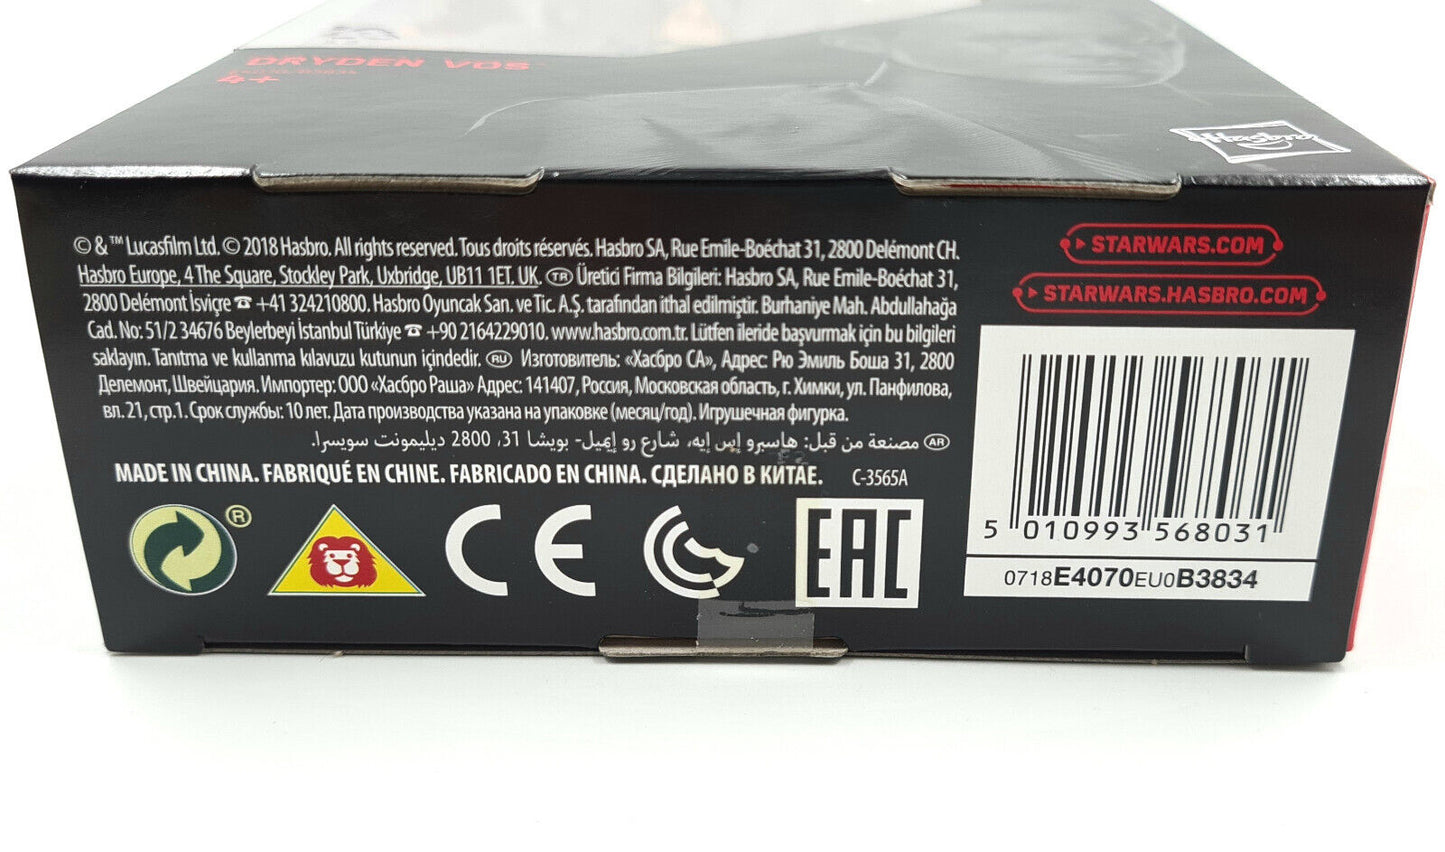 DRYDEN VOS
4+
Hasbro
© & ™ Lucasfilm Ltd. © 2018 Hasbro. All rights reserved. Tous droits réservés. Hasbro SA, Rue Emile-Boéchat 31, 2800 Delémont CH.
Hasbro Europe, 4 The Square, Stockley Park, Uxbridge, UB11 1ET. UK. TR Üretici Firma Bilgileri: Hasbro SA, Rue Emile-Boéchat 31,
2800 Delémont İsviçre ☎ +41 324210800. Hasbro Oyuncak San. ve Tic. A.Ş. tarafından ithal edilmiştir. Burhaniye Mah. Abdullahağa
Cad. No: 51/2 34676 Beylerbeyi İstanbul Türkiye ☎ +90 2164229010. www.hasbro.com.tr. Lütfen ileride başvurmak için bu bilgileri
saklayın. Tanıtma ve kullanma kılavuzu kutunun içindedir. RU Изготовитель: «Хасбро СА», Адрес: Рю Эмиль Боша 31, 2800
Делемонт, Швейцария. Импортер: ООО «Хасбро Раша» Адрес: 141407, Россия, Московская область, г. Химки, ул. Панфилова,
вл. 21, стр.1. Срок службы: 10 лет. Дата производства указана на упаковке (месяц/год). Игрушечная фигурка.
AR مصنعة من قبل: هاسبرو إس إيه، شارع رو إيميل- بويشا 31، 2800 ديليمونت سويسرا.
MADE IN CHINA. FABRIQUÉ EN CHINE. FABRICADO EN CHINA. СДЕЛАНО В КИТАЕ. C-3565A
® CE EAC
STARWARS.COM
STARWARS.HASBRO.COM
5 010993 568031
0718E4070EU0B3834